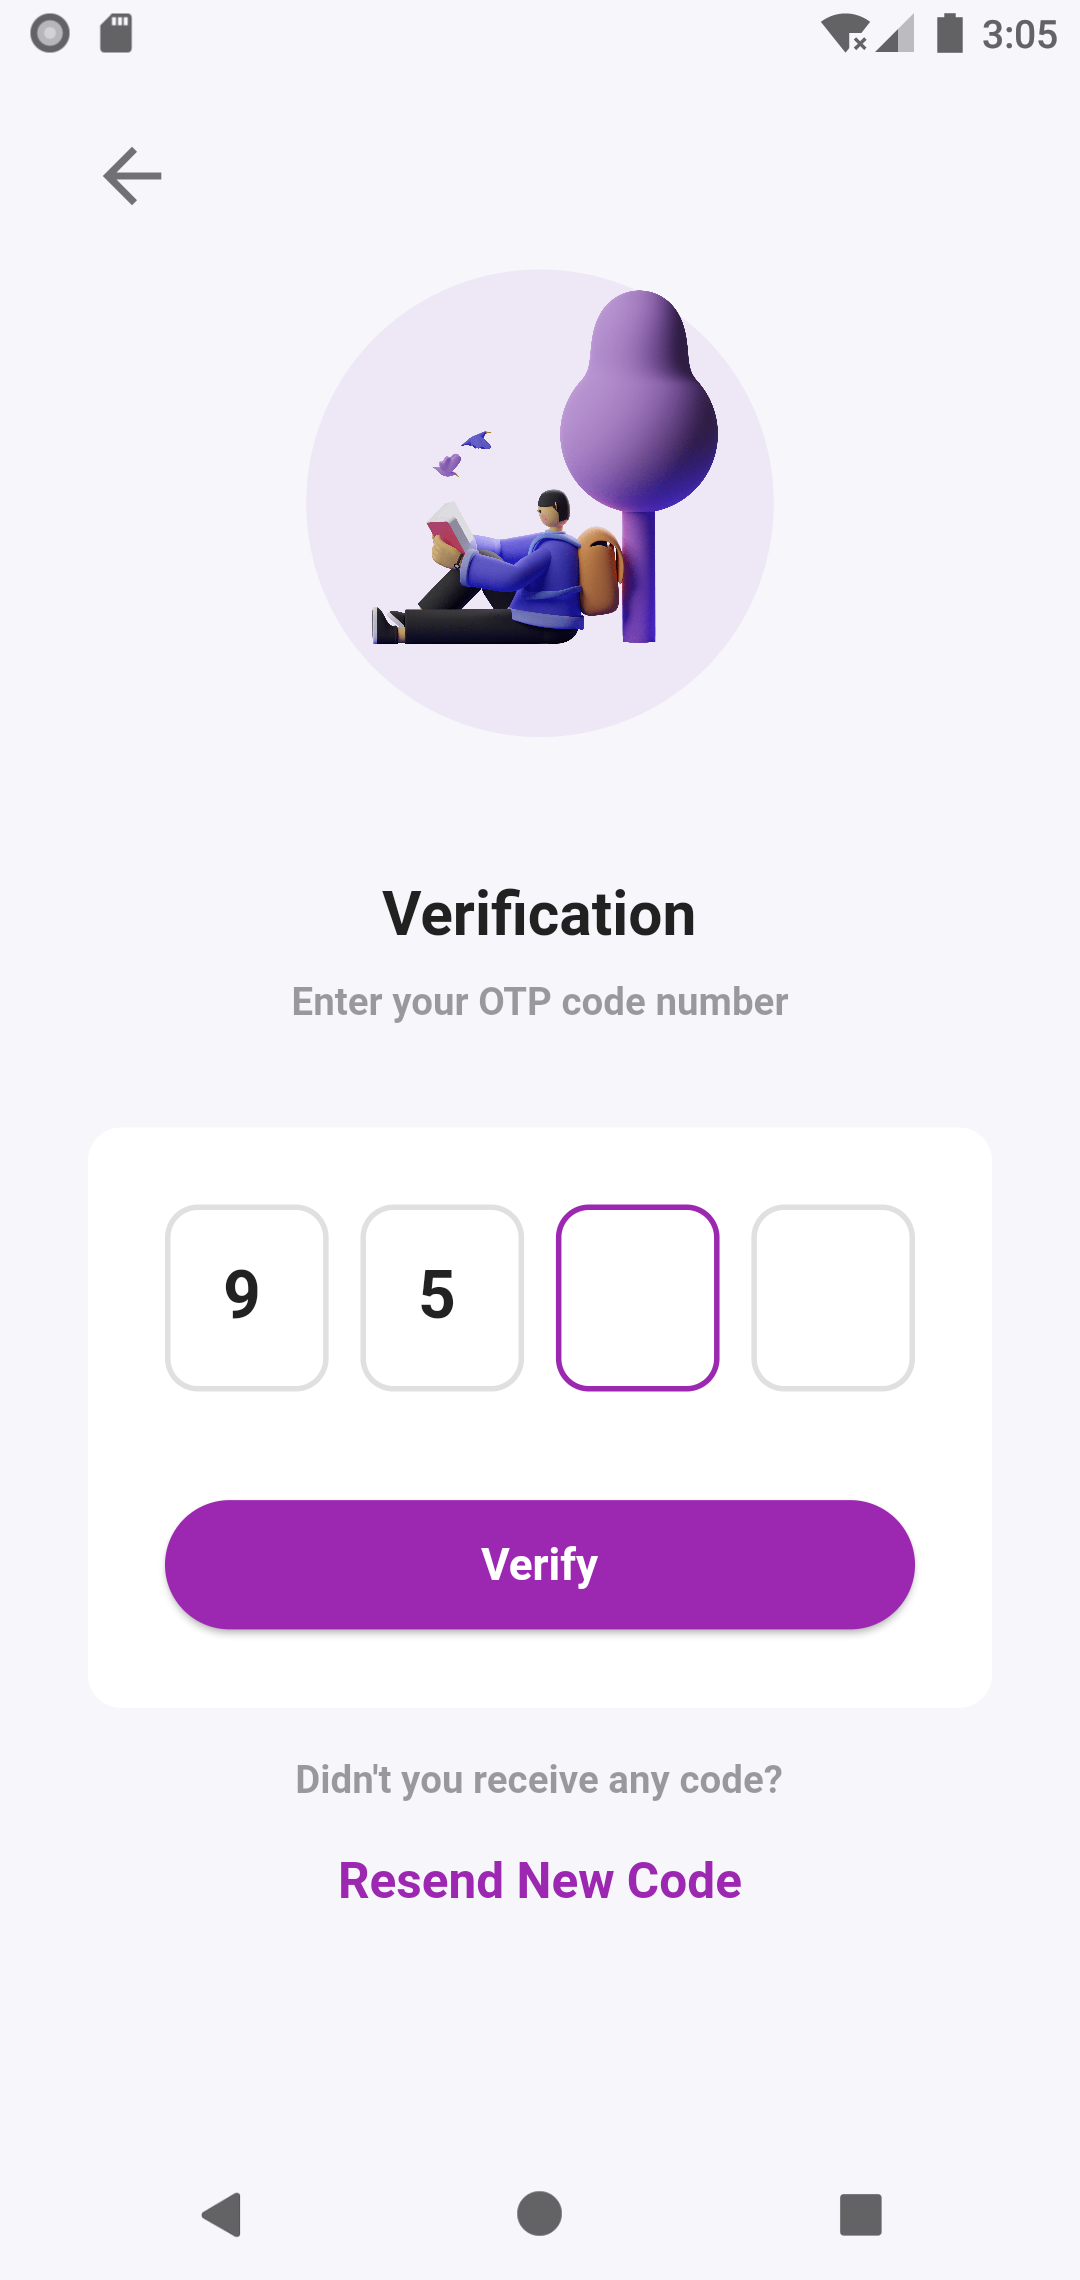 3:05
Verification
Enter your OTP code number
9 5
Verify
Didn't you receive any code?
Resend New Code